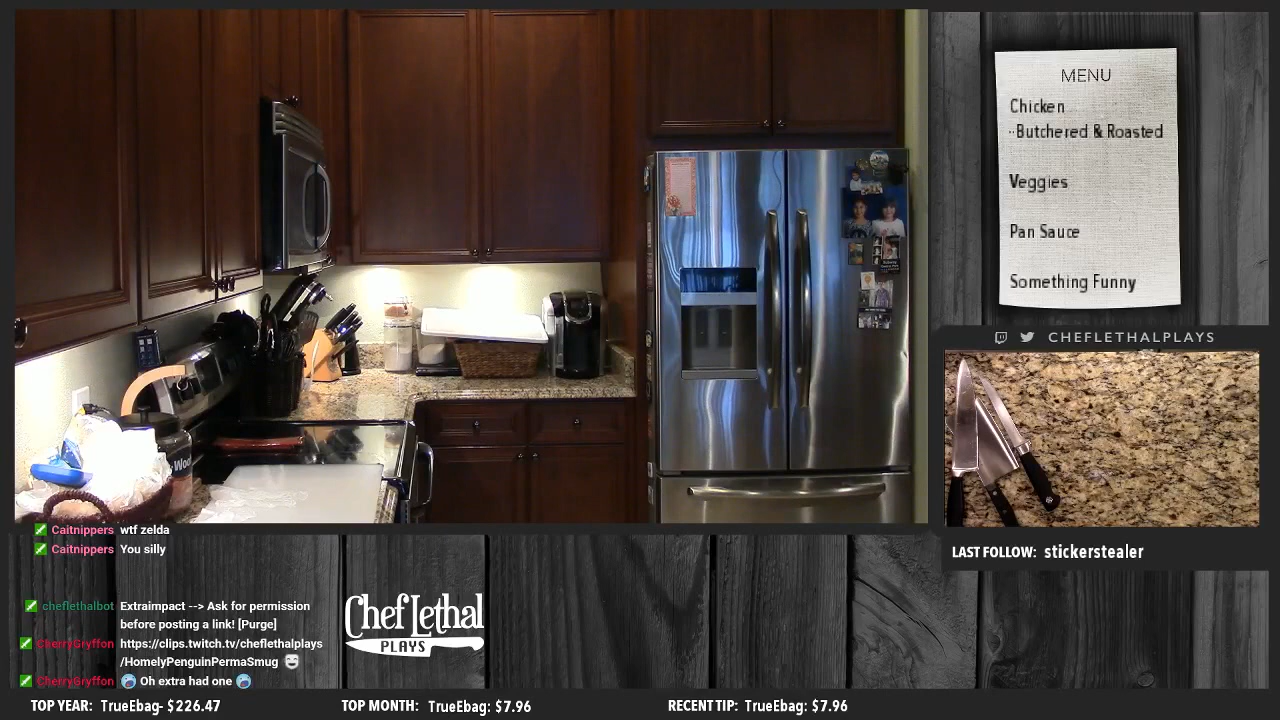 MENU
Chicken
-Butchered & Roasted
Veggies
Pan Sauce
Something Funny
CHEFLETHALPLAYS
LAST FOLLOW: stickerstealer
Caitnippers wtf zelda
Caitnippers You silly
cheflethalbot Extraimpact --> Ask for permission
before posting a link! [Purge]
CherryGryffon https://clips.twitch.tv/cheflethalplays
/HomelyPenguinPermaSmug
CherryGryffon Oh extra had one
Chef Lethal
PLAYS
TOP YEAR: TrueEbag- $226.47
TOP MONTH: TrueEbag: $7.96
RECENT TIP: TrueEbag: $7.96